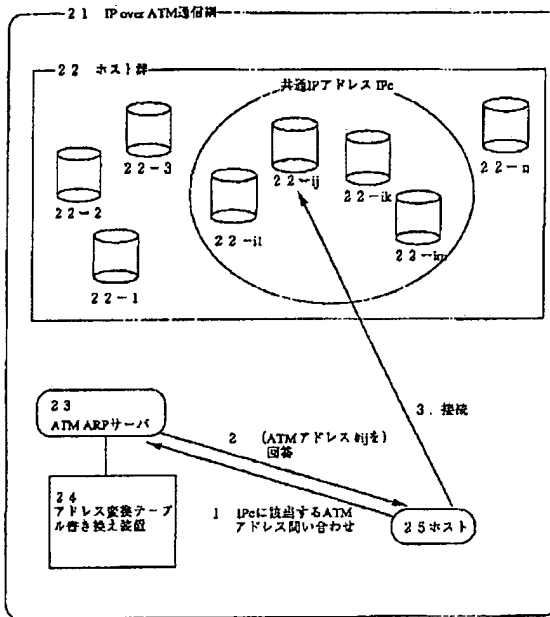 21 IP over ATM通信網
22 ホスト群
共通IPアドレス IPc
22-3
22-ij
22-ik
22-n
22-2
22-i1
22-1
3.接続
23
ATM ARPサーバ
2 (ATMアドレス を)
回答
24
アドレス変換テーブ
ル書き換え装置
1 IPcに該当するATM
アドレス問い合わせ
25ホスト